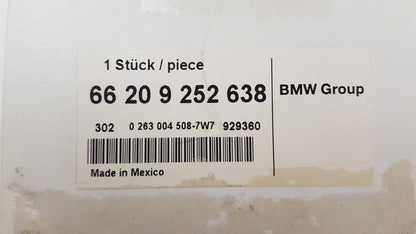 1 Stück / piece
66 20 9 252 638
BMW Group
302 0 263 004 508-7W7 929360
Made in Mexico